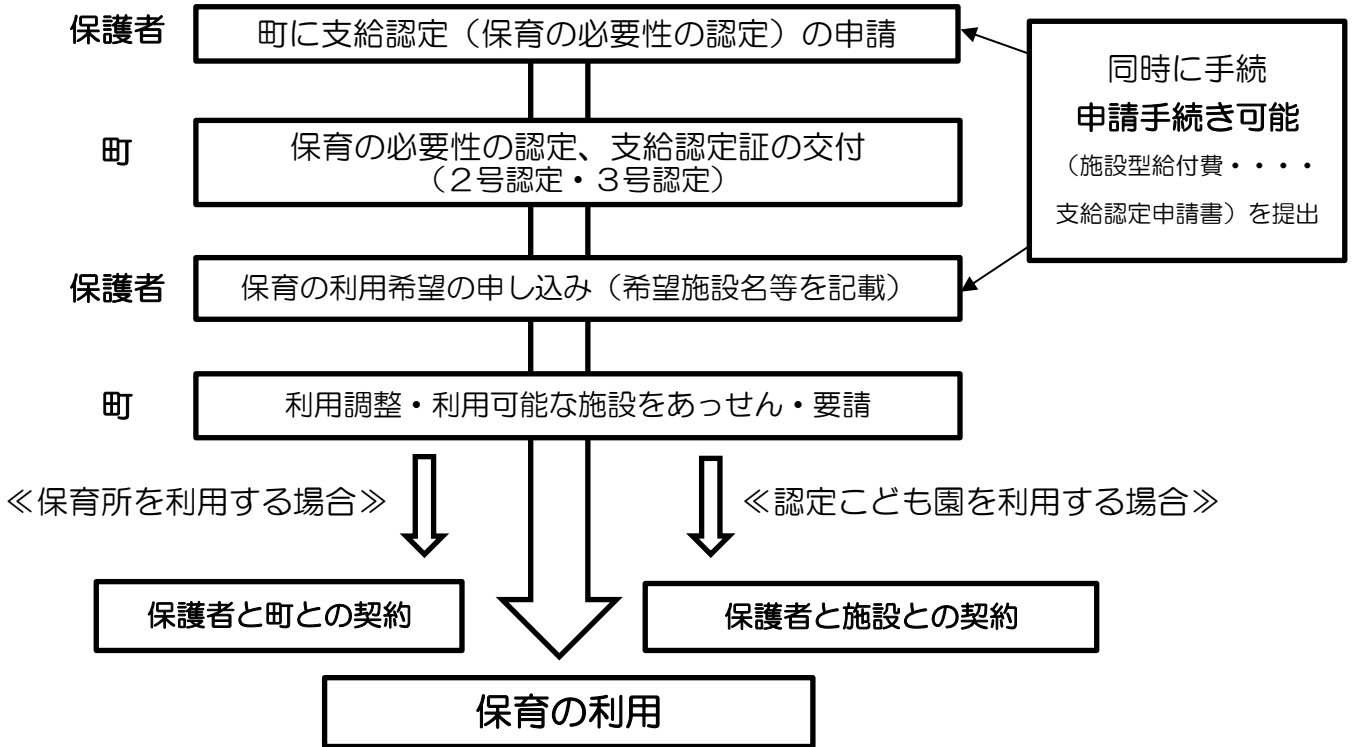 保護者
町に支給認定（保育の必要性の認定）の申請
同時に手続
申請手続き可能
（施設型給付費・・・・
支給認定申請書）を提出
町
保育の必要性の認定、支給認定証の交付
（２号認定・３号認定）
保護者
保育の利用希望の申し込み（希望施設名等を記載）
町
利用調整・利用可能な施設をあっせん・要請
≪保育所を利用する場合≫
≪認定こども園を利用する場合≫
保護者と町との契約
保護者と施設との契約
保育の利用